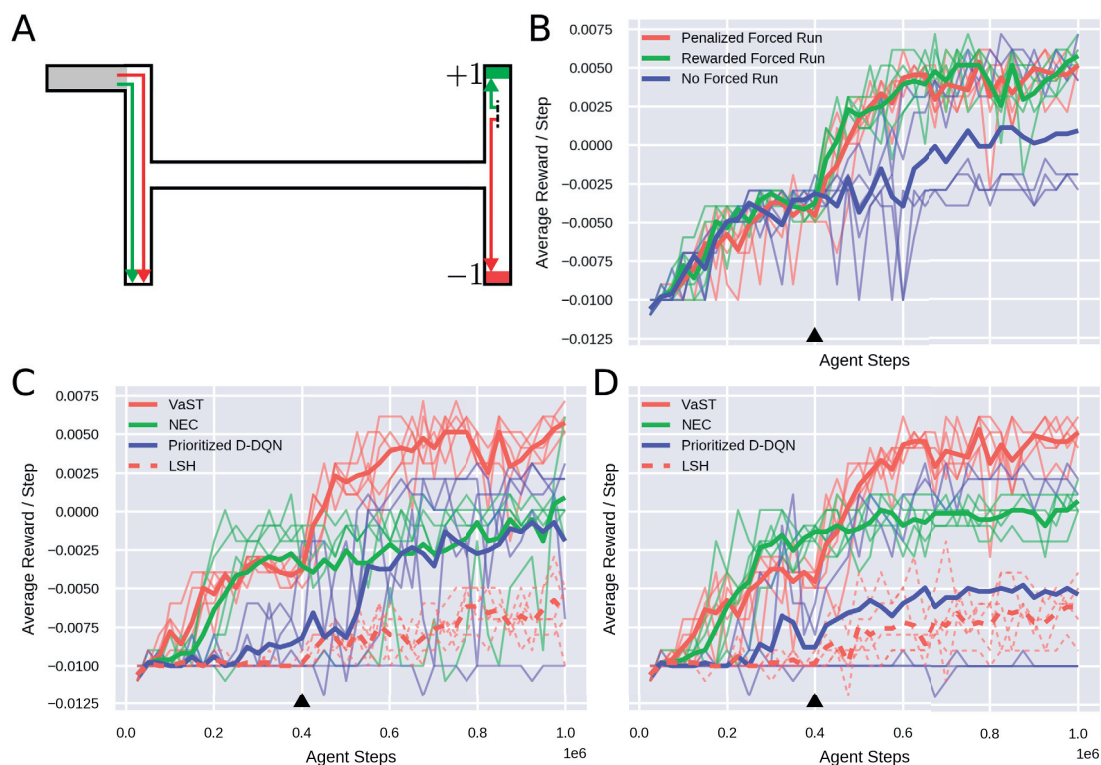 A
+1
−1
B
0.0075
0.0050
0.0025
0.0000
−0.0025
−0.0050
−0.0075
−0.0100
−0.0125
Average Reward / Step
Penalized Forced Run
Rewarded Forced Run
No Forced Run
Agent Steps
C
0.0075
0.0050
0.0025
0.0000
−0.0025
−0.0050
−0.0075
−0.0100
−0.0125
Average Reward / Step
VaST
NEC
Prioritized D-DQN
LSH
0.0 0.2 0.4 0.6 0.8 1.0
1e6
Agent Steps
D
Average Reward / Step
VaST
NEC
Prioritized D-DQN
LSH
0.0 0.2 0.4 0.6 0.8 1.0
1e6
Agent Steps